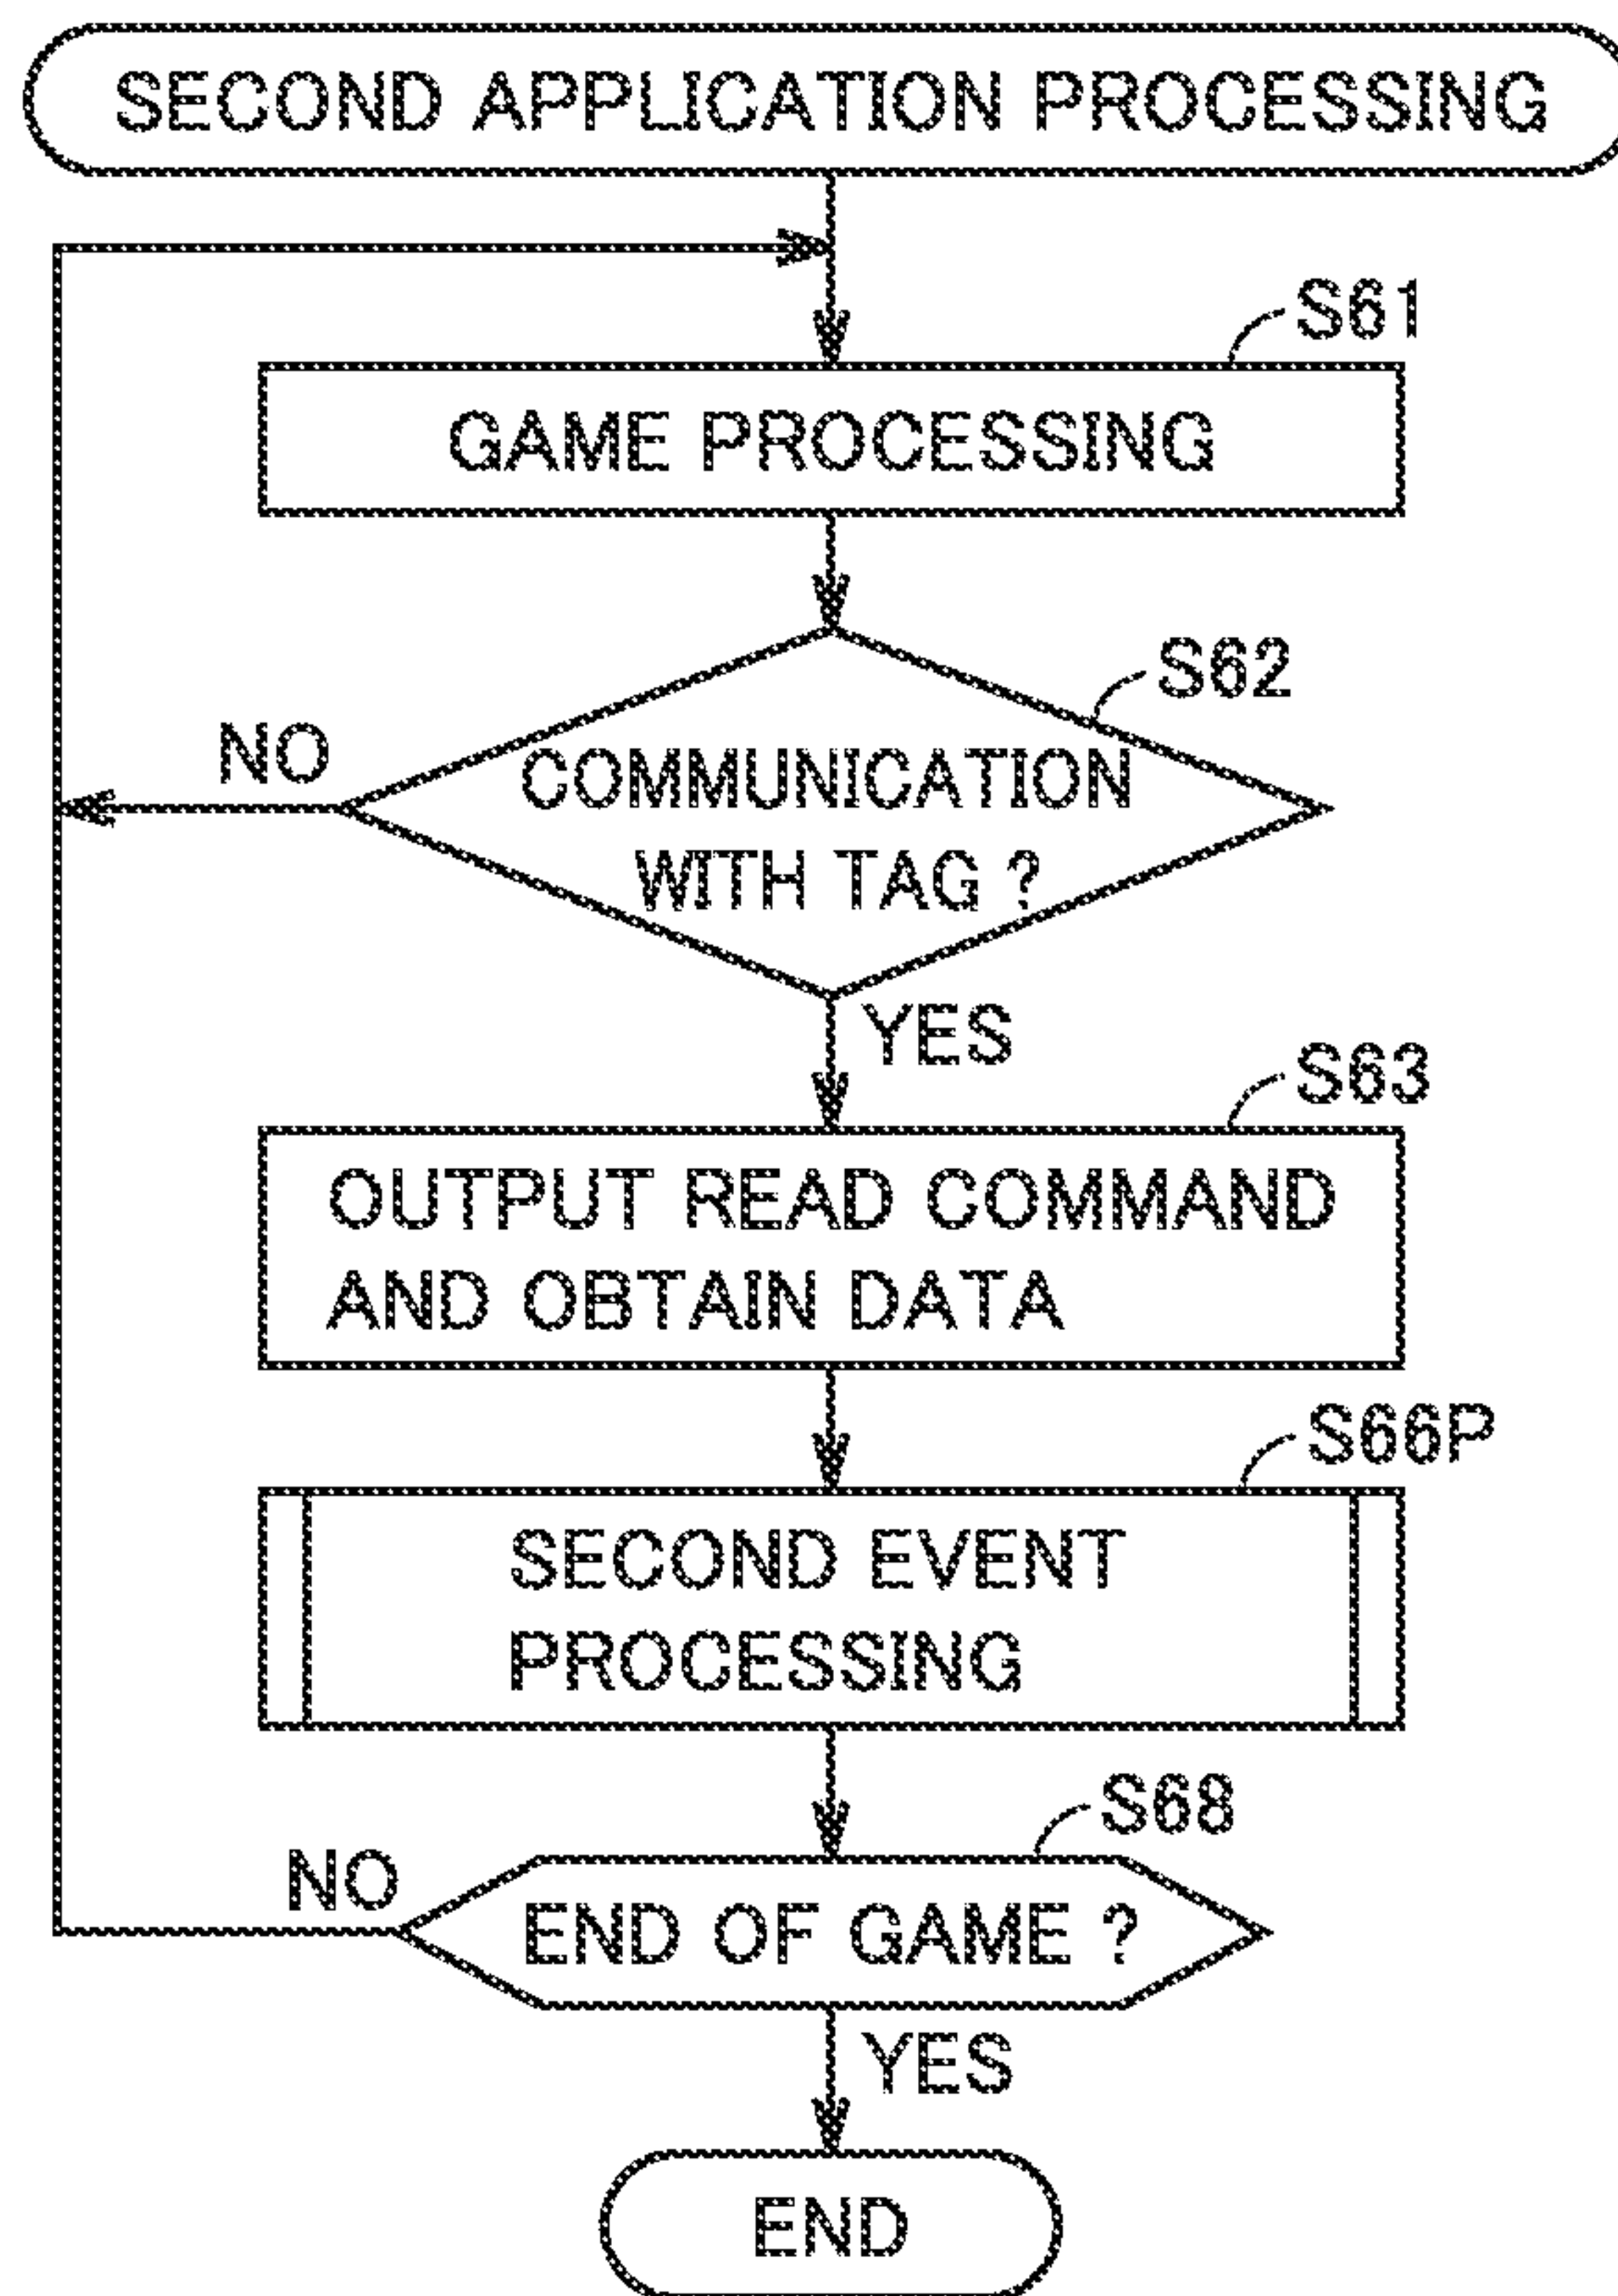 SECOND APPLICATION PROCESSING
S61
GAME PROCESSING
S62
NO
COMMUNICATION
WITH TAG ?
YES
S63
OUTPUT READ COMMAND
AND OBTAIN DATA
S66P
SECOND EVENT
PROCESSING
S68
NO
END OF GAME ?
YES
END